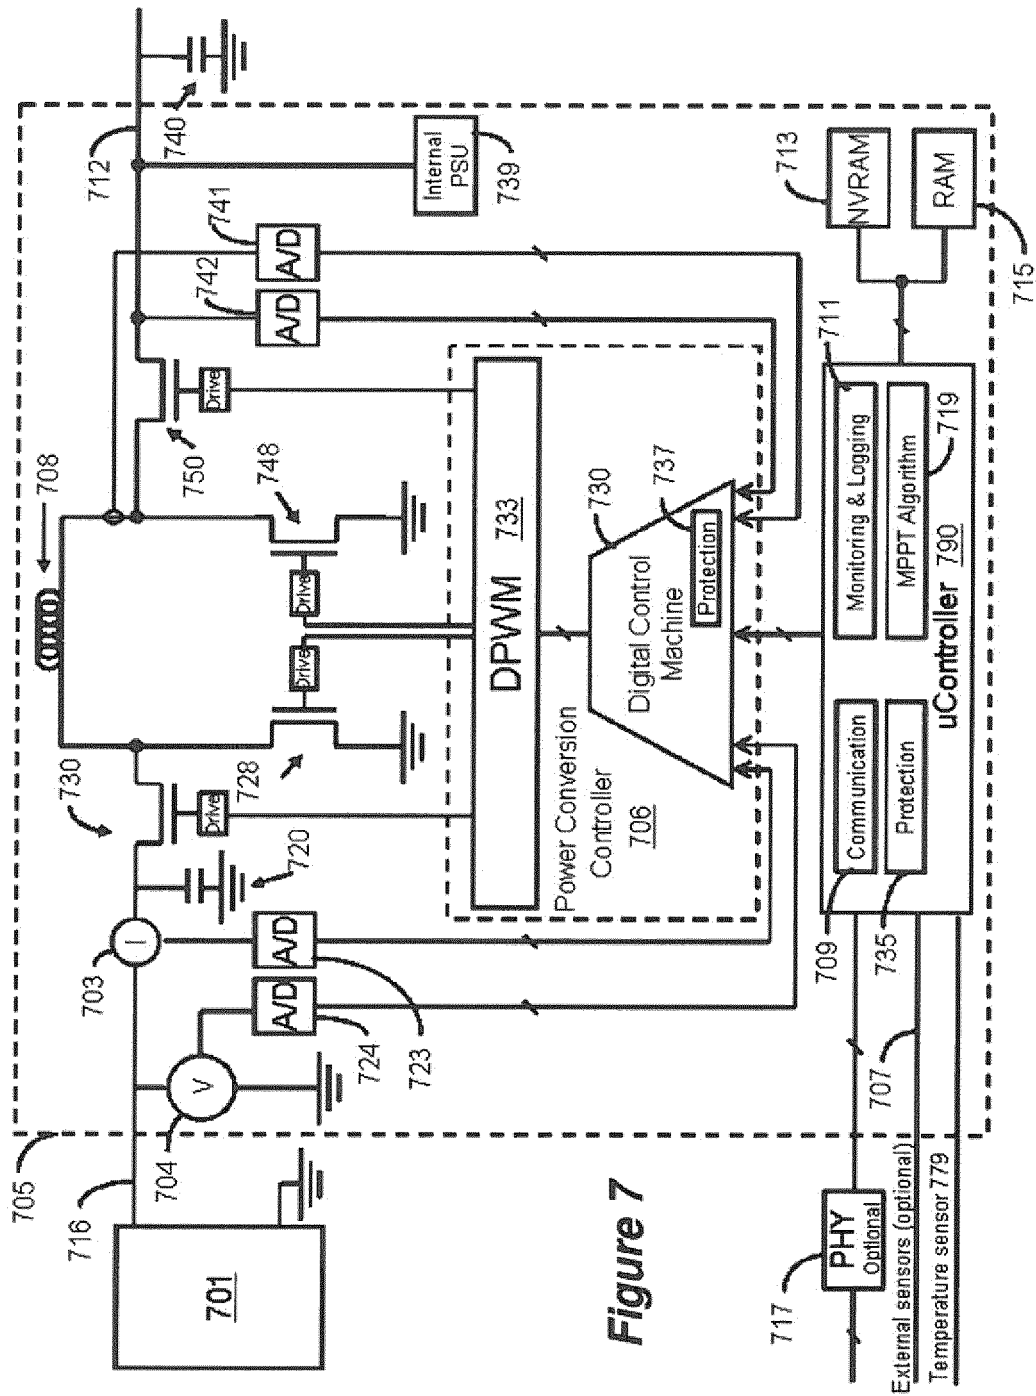 705
716
701
704
V
703
I
724
A/D
723
A/D
720
730
Drive
728
Drive
708
748
Drive
750
Drive
742
A/D
741
A/D
712
740
Internal
PSU
739
DPWM 733
Power Conversion
Controller
706
730
Digital Control
Machine
737
Protection
709
Communication
735
Protection
711
Monitoring & Logging
MPPT Algorithm
719
uController 790
713
NVRAM
RAM
715
717
PHY
Optional
707
External sensors (optional)
Temperature sensor 779
Figure 7